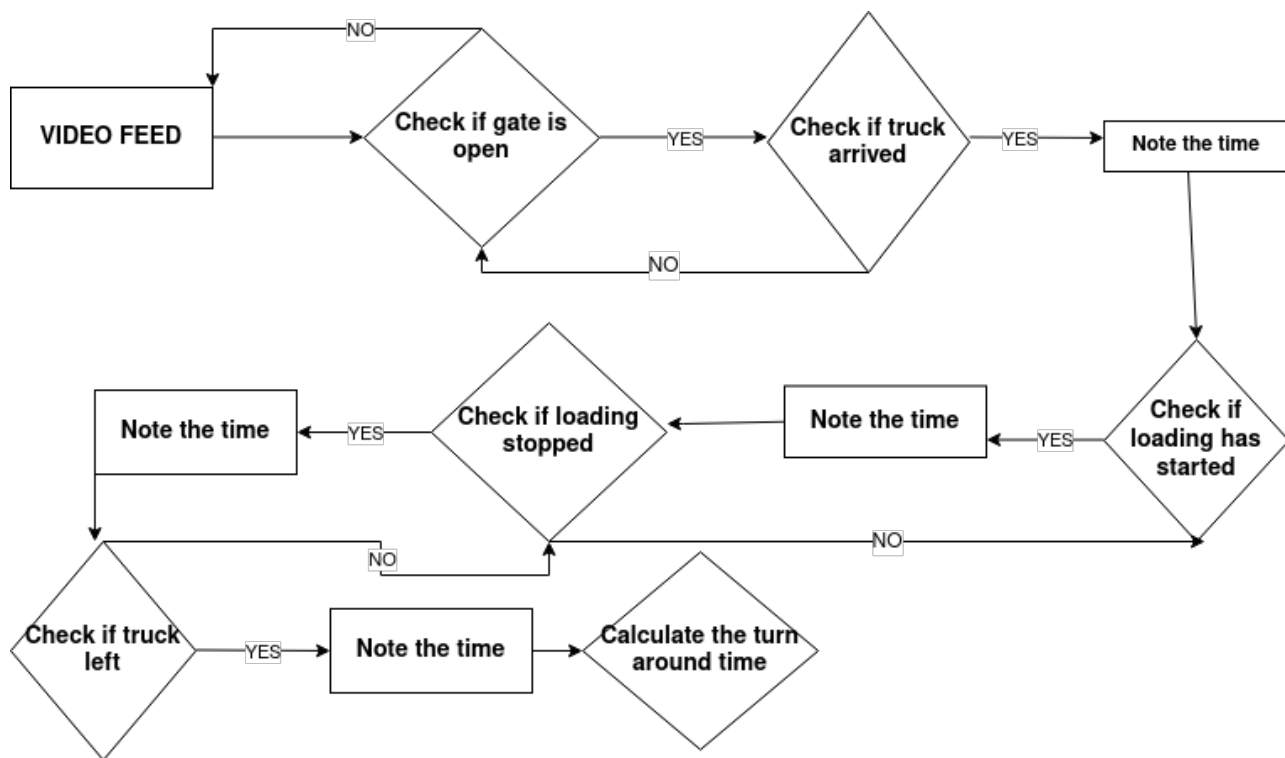 NO
VIDEO FEED
Check if gate is
open
YES
Check if truck
arrived
YES
Note the time
NO
Check if
loading has
started
YES
Note the time
Check if loading
stopped
YES
Note the time
NO
NO
Check if truck
left
YES
Note the time
Calculate the turn
around time